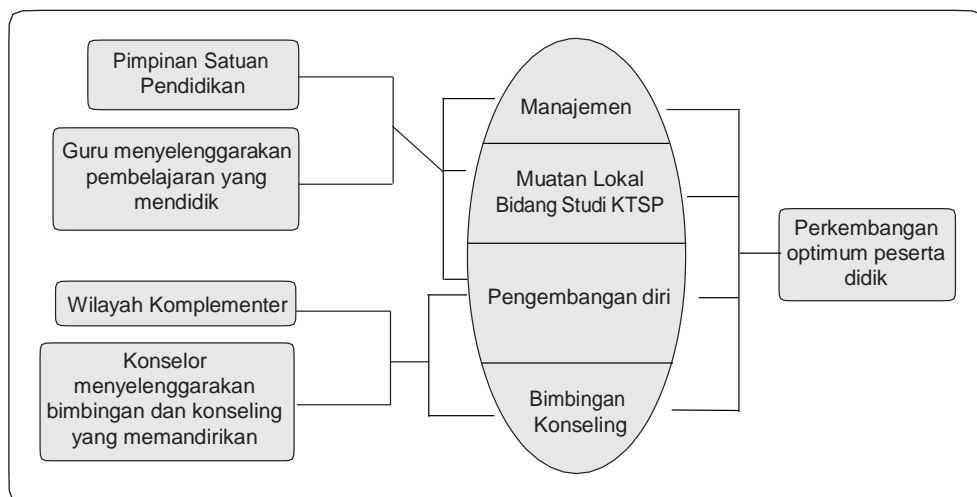 Pimpinan Satuan
Pendidikan
Guru menyelenggarakan
pembelajaran yang
mendidik
Wilayah Komplementer
Konselor
menyelenggarakan
bimbingan dan konseling
yang memandirikan
Manajemen
Muatan Lokal
Bidang Studi KTSP
Pengembangan diri
Bimbingan
Konseling
Perkembangan
optimum peserta
didik